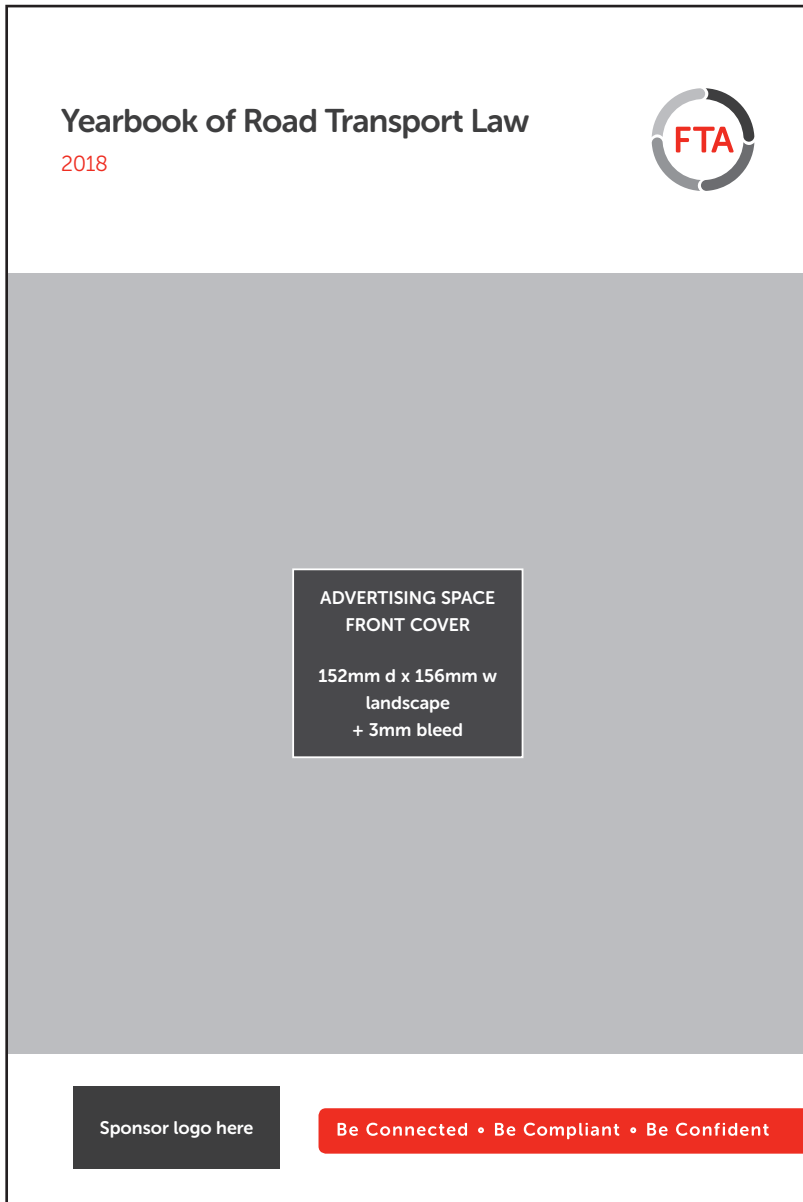 Yearbook of Road Transport Law
2018
FTA
ADVERTISING SPACE
FRONT COVER
152mm d x 156mm w
landscape
+ 3mm bleed
Sponsor logo here
Be Connected • Be Compliant • Be Confident